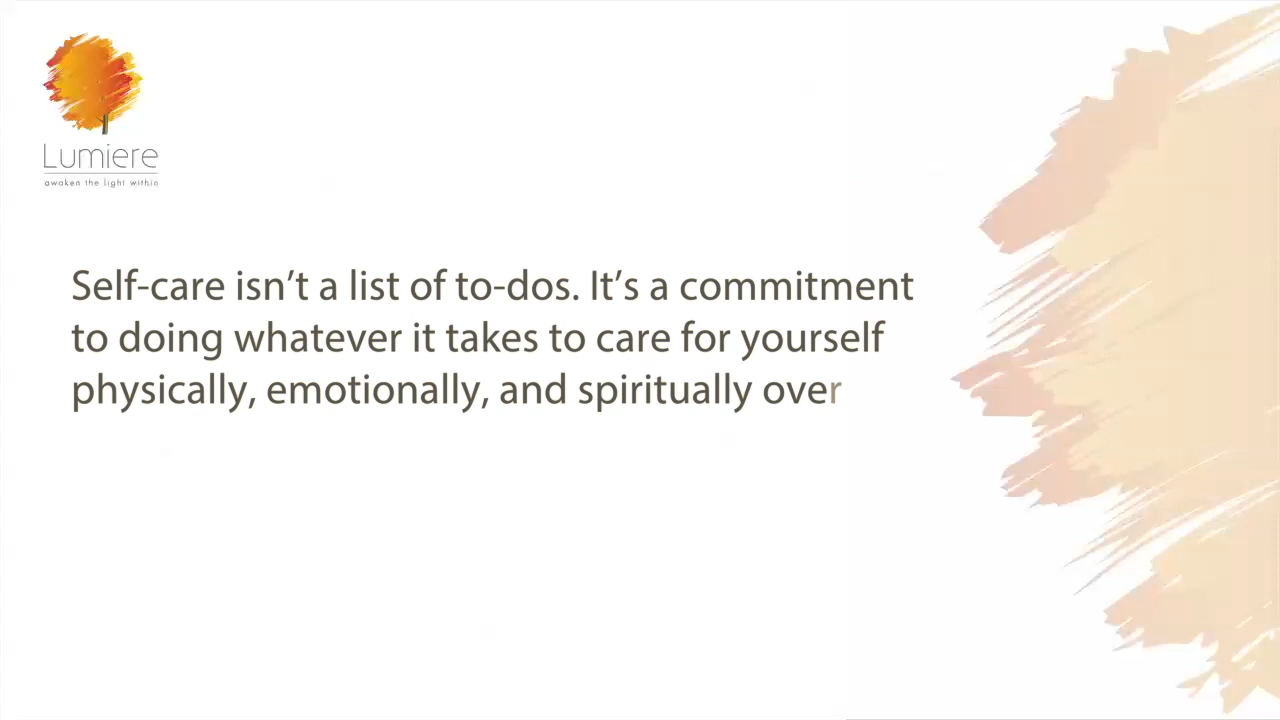 Lumiere
awaken the light within
Self-care isn’t a list of to-dos. It’s a commitment
to doing whatever it takes to care for yourself
physically, emotionally, and spiritually over